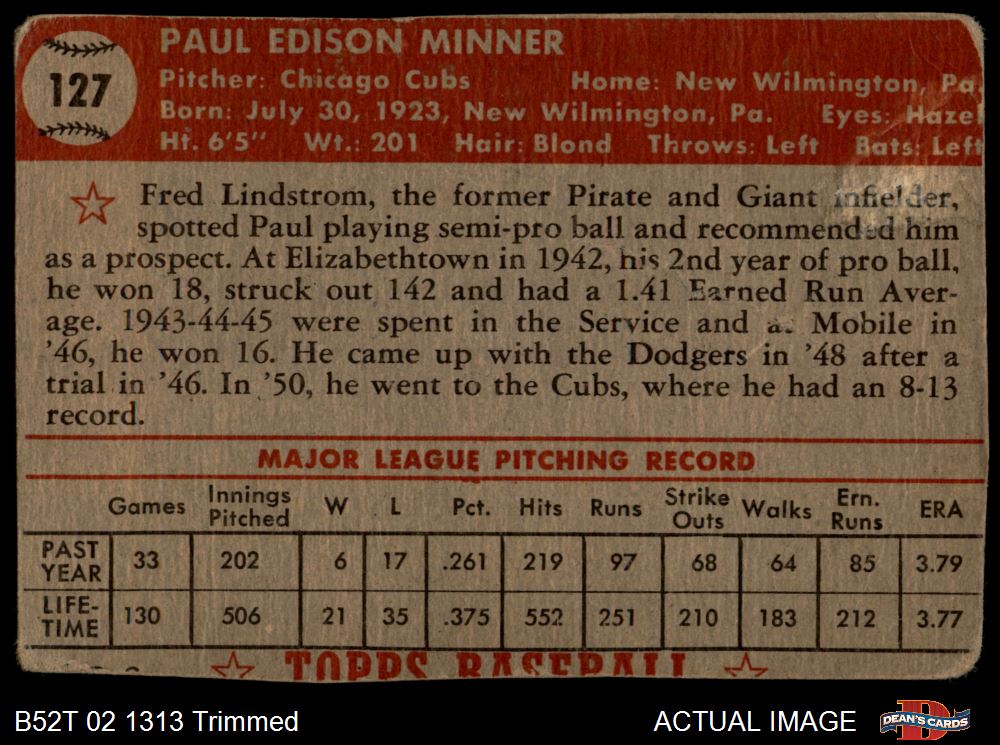 127
PAUL EDISON MINNER
Pitcher: Chicago Cubs Home: New Wilmington, Pa.
Born: July 30, 1923, New Wilmington, Pa. Eyes: Hazel
Ht. 6'5" Wt.: 201 Hair: Blond Throws: Left Bats: Left
Fred Lindstrom, the former Pirate and Giant infielder,
spotted Paul playing semi-pro ball and recommended him
as a prospect. At Elizabethtown in 1942, his 2nd year of pro ball,
he won 18, struck out 142 and had a 1.41 Earned Run Aver-
age. 1943-44-45 were spent in the Service and at Mobile in
'46, he won 16. He came up with the Dodgers in '48 after a
trial in '46. In '50, he went to the Cubs, where he had an 8-13
record.
MAJOR LEAGUE PITCHING RECORD
Games Innings Pitched W L Pct. Hits Runs Strike Outs Walks Ern. Runs ERA
PAST YEAR 33 202 6 17 .261 219 97 68 64 85 3.79
LIFE-TIME 130 506 21 35 .375 552 251 210 183 212 3.77
TOPPS BASEBALL
B52T 02 1313 Trimmed
ACTUAL IMAGE
DEAN'S CARDS